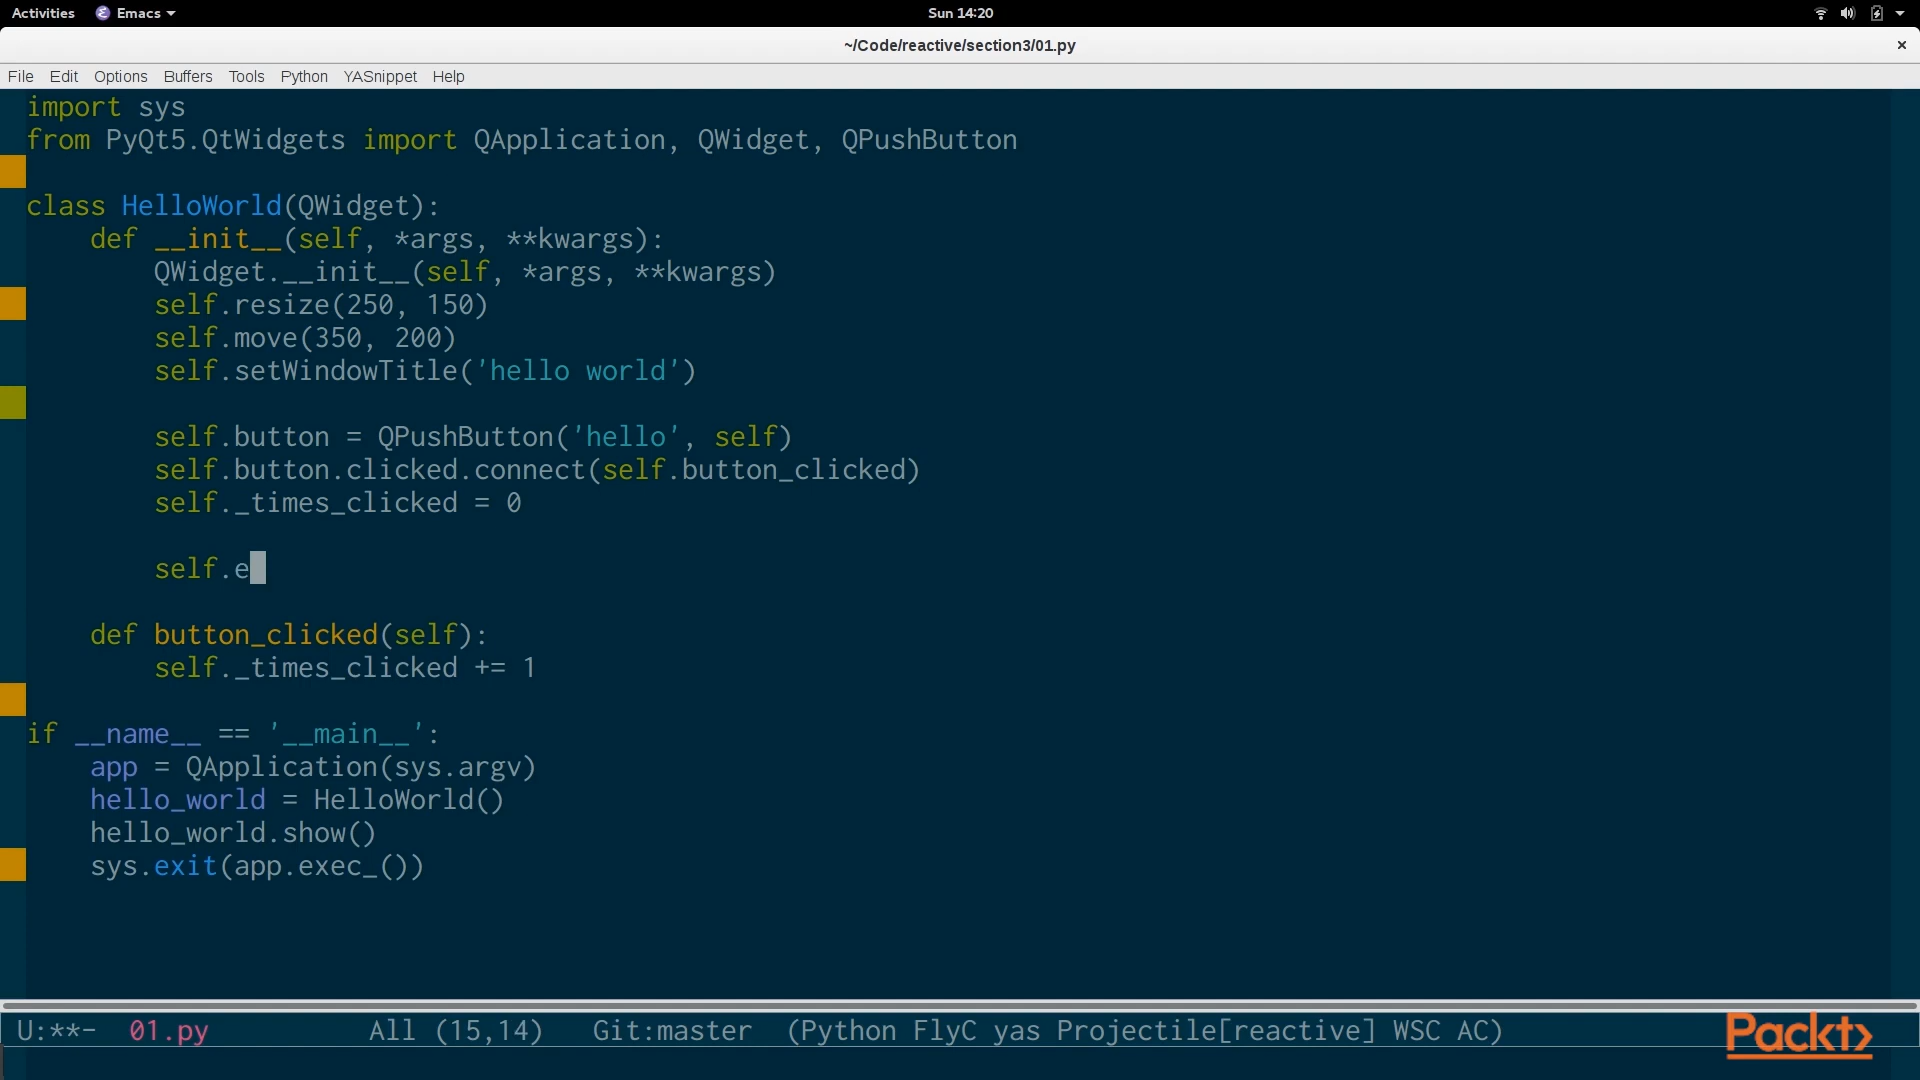 Activities Emacs Sun 14:20
~/Code/reactive/section3/01.py ×
File Edit Options Buffers Tools Python YASnippet Help
import sys
from PyQt5.QtWidgets import QApplication, QWidget, QPushButton
class HelloWorld(QWidget):
    def __init__(self, *args, **kwargs):
        QWidget.__init__(self, *args, **kwargs)
        self.resize(250, 150)
        self.move(350, 200)
        self.setWindowTitle('hello world')
        self.button = QPushButton('hello', self)
        self.button.clicked.connect(self.button_clicked)
        self._times_clicked = 0
        self.e
    def button_clicked(self):
        self._times_clicked += 1
if __name__ == '__main__':
    app = QApplication(sys.argv)
    hello_world = HelloWorld()
    hello_world.show()
    sys.exit(app.exec_())
U:**- 01.py All (15,14) Git:master (Python FlyC yas Projectile[reactive] WSC AC)
Packt>